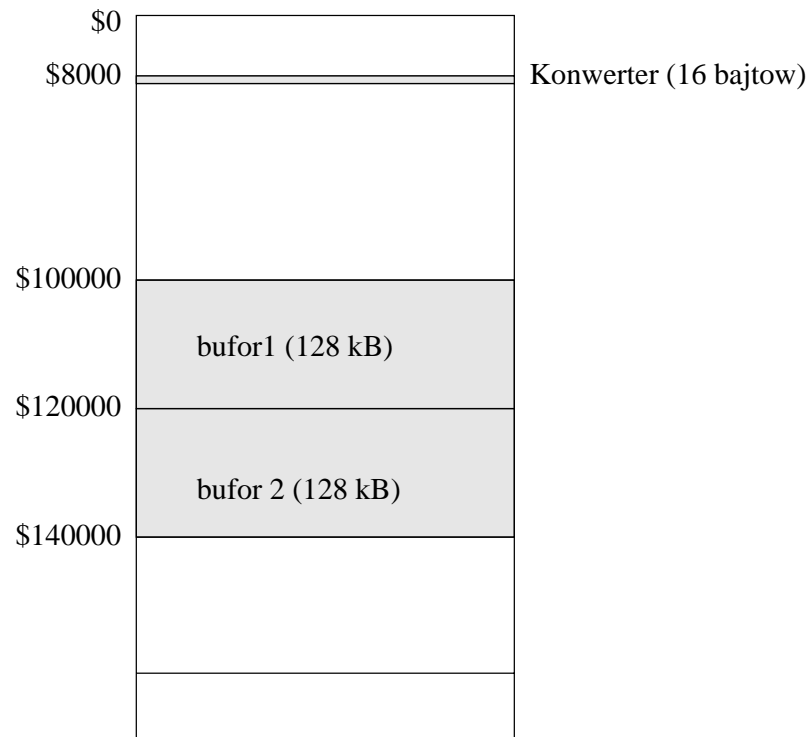 $0
$8000
Konwerter (16 bajtow)
$100000
bufor1 (128 kB)
$120000
bufor 2 (128 kB)
$140000